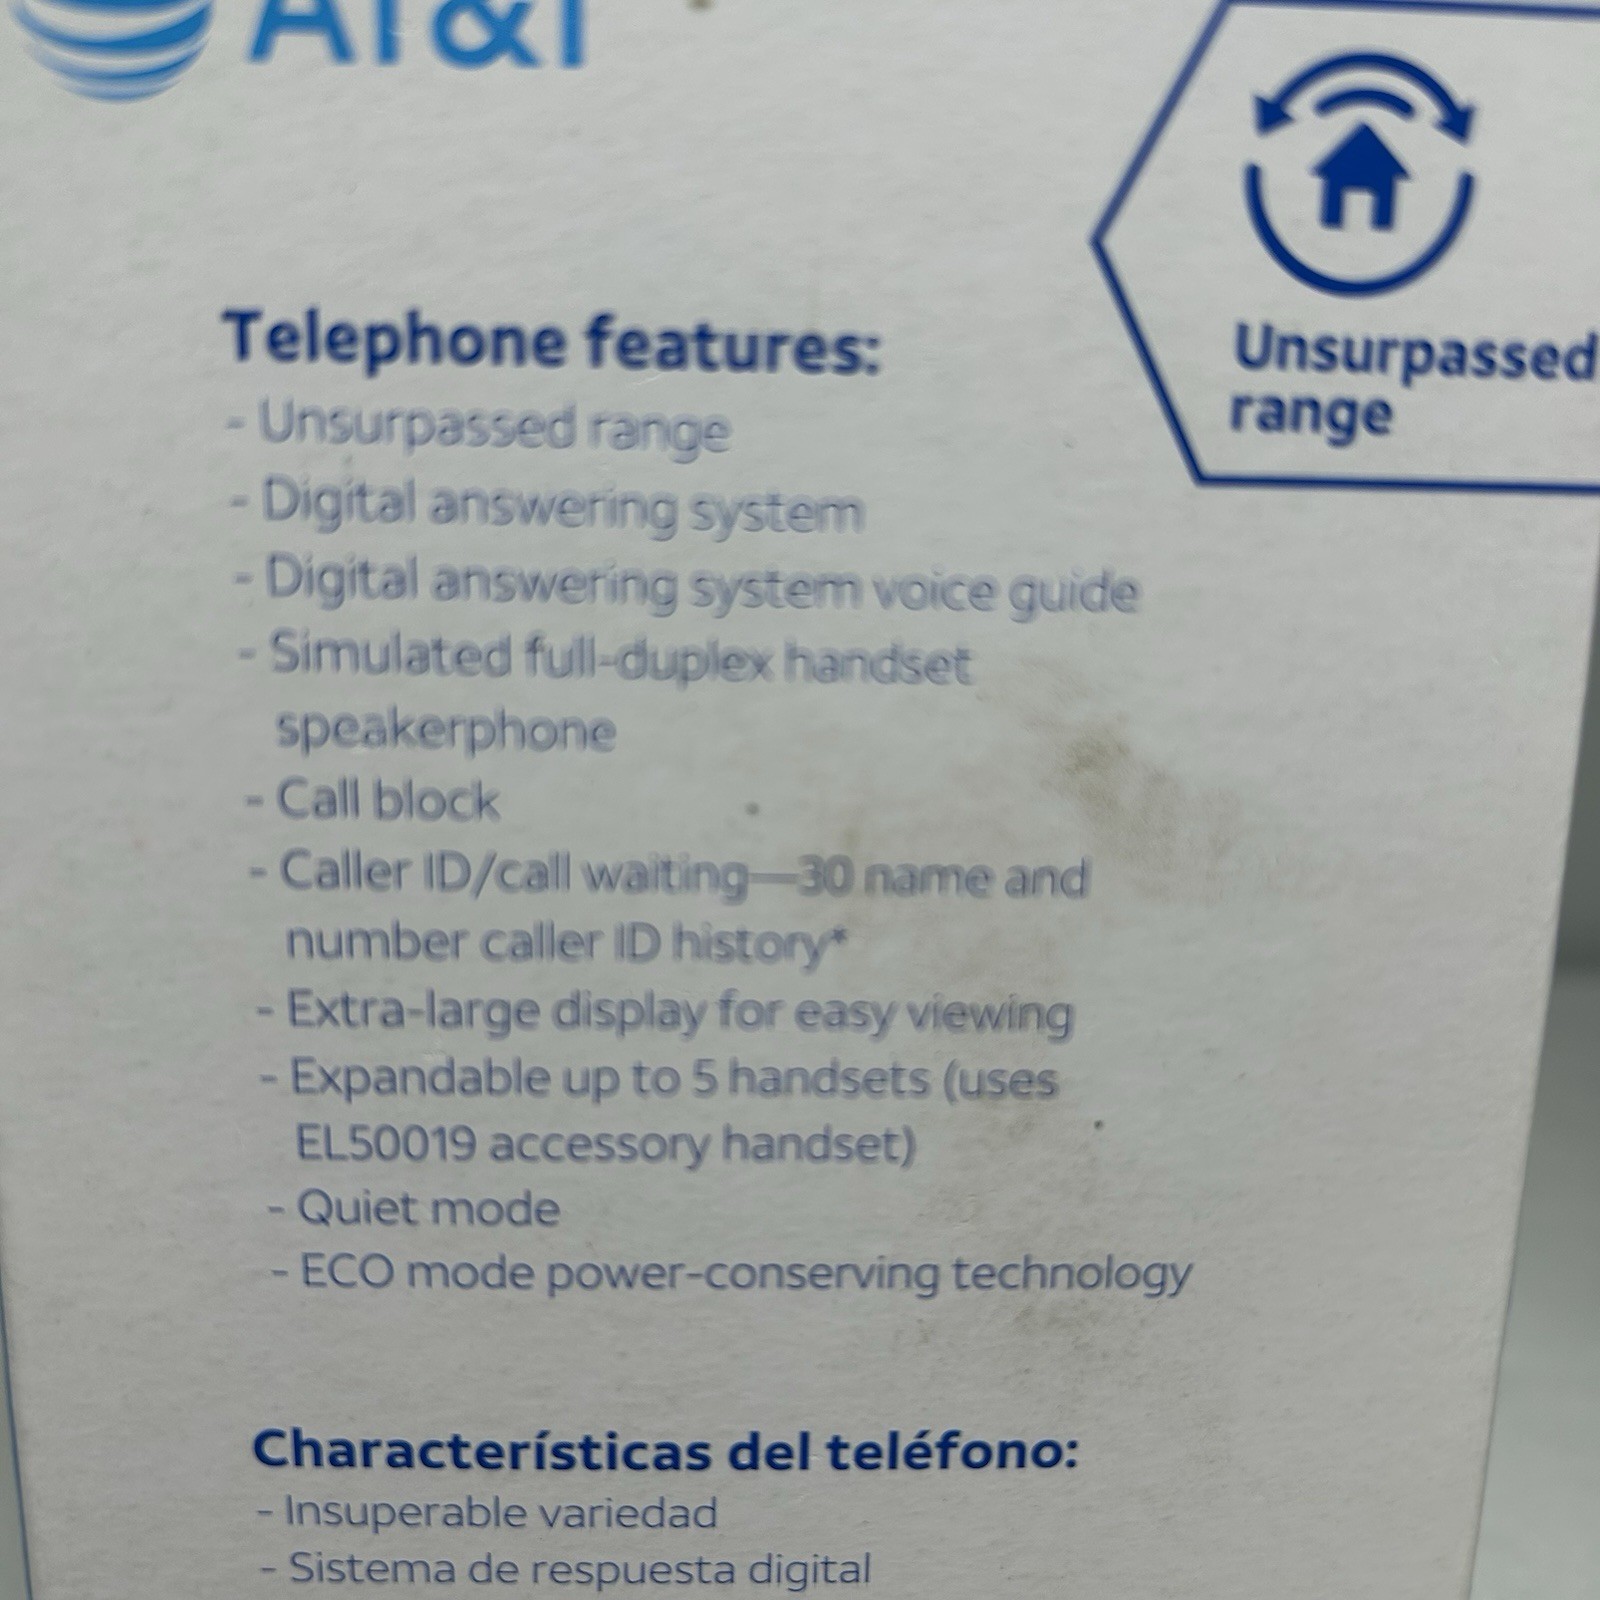 AT&T
Unsurpassed
range
Telephone features:
- Unsurpassed range
- Digital answering system
- Digital answering system voice guide
- Simulated full-duplex handset
speakerphone
- Call block
- Caller ID/call waiting—30 name and
number caller ID history*
- Extra-large display for easy viewing
- Expandable up to 5 handsets (uses
EL50019 accessory handset)
- Quiet mode
- ECO mode power-conserving technology
Characterísticas del teléfono:
- Insuperable variedad
- Sistema de respuesta digital